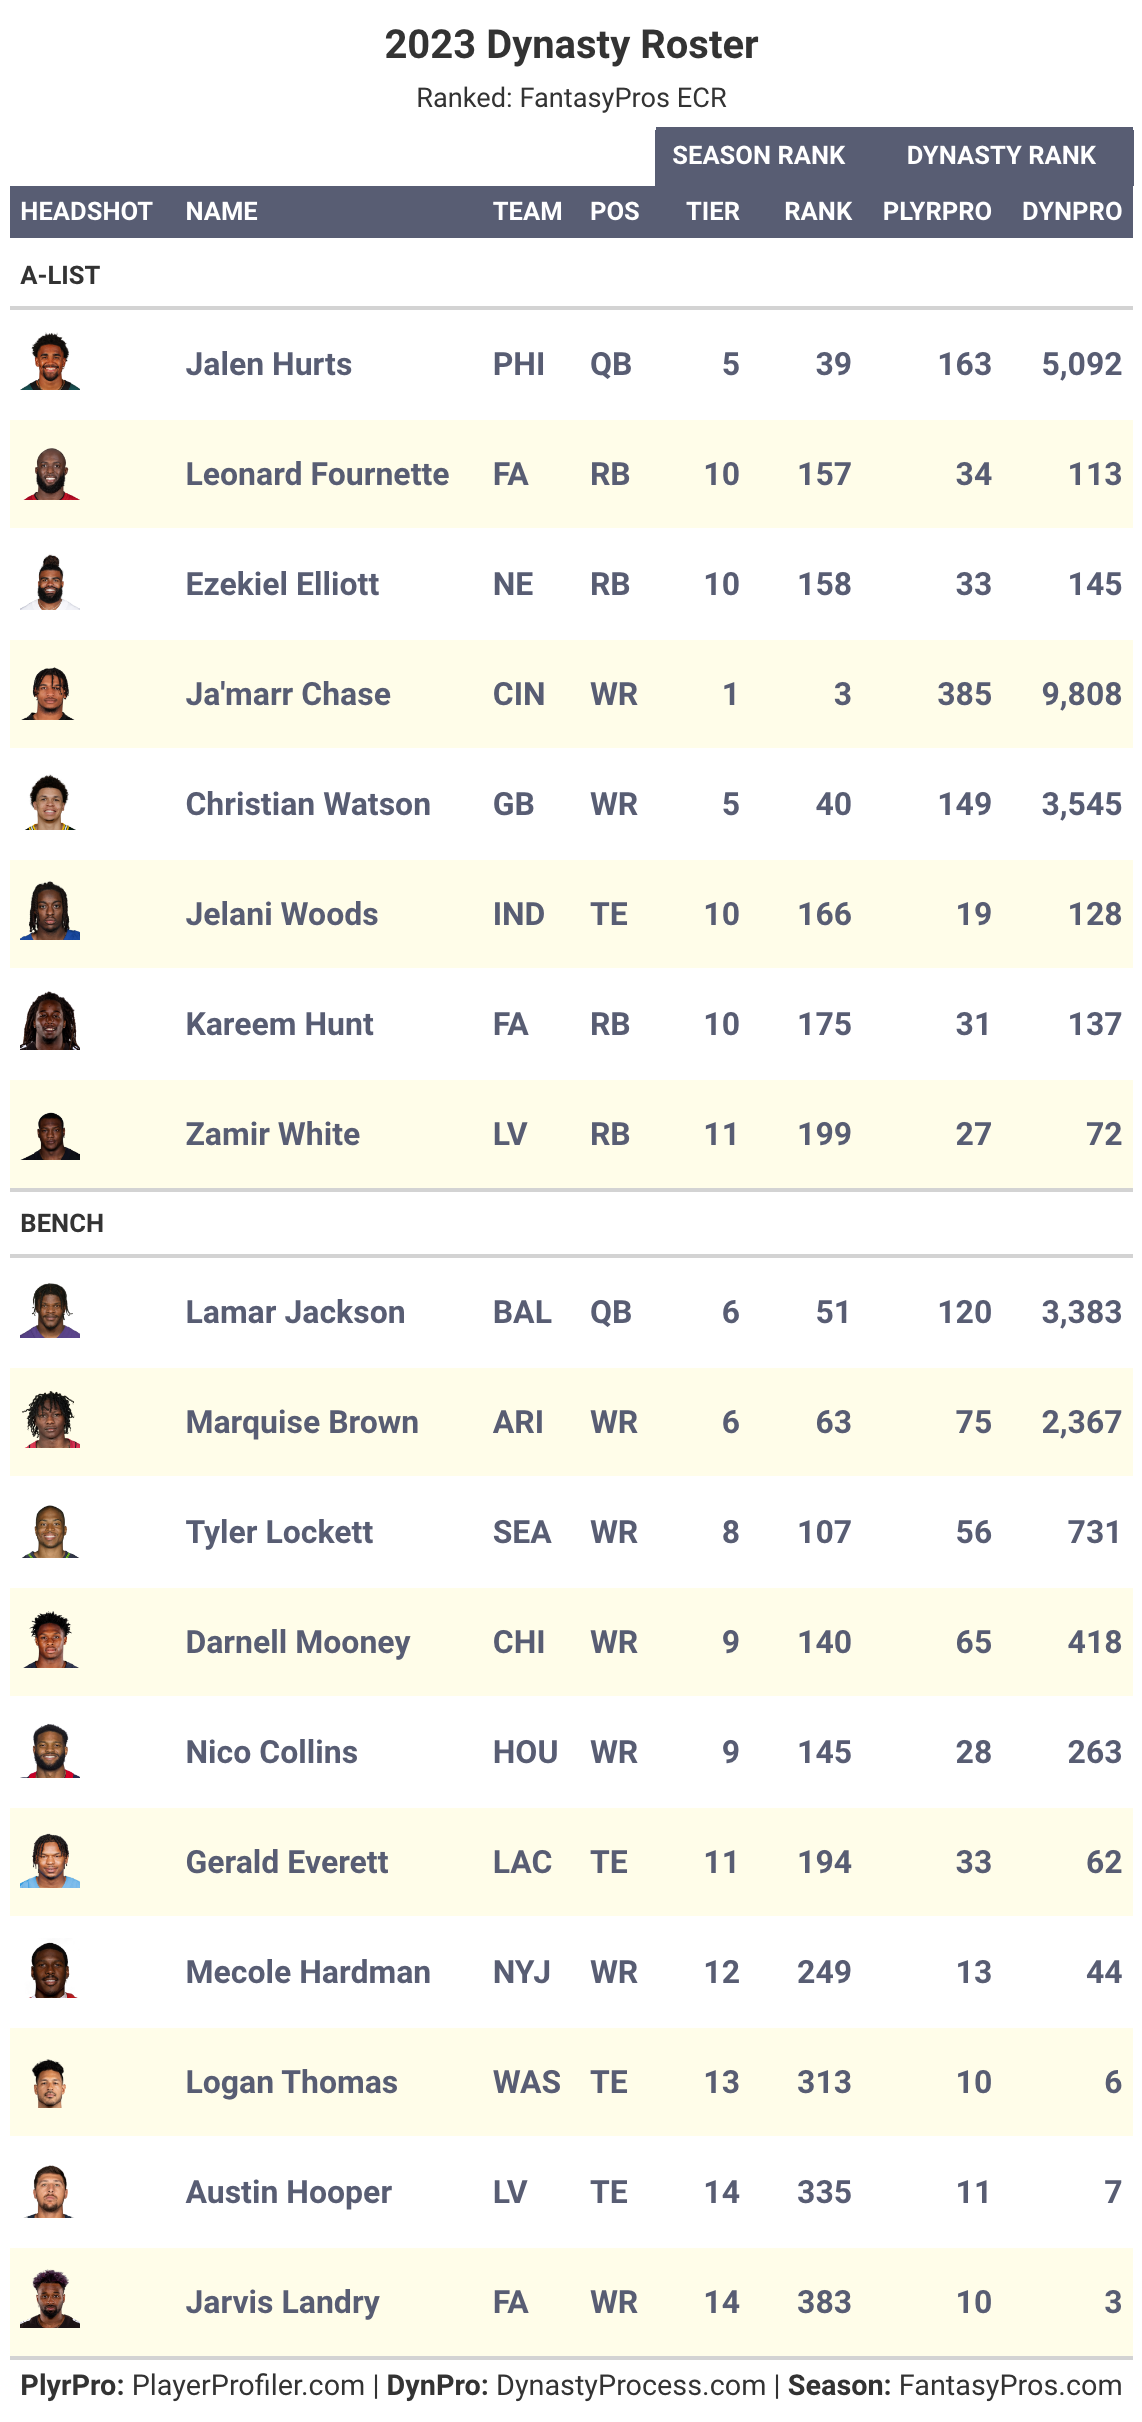 2023 Dynasty Roster
Ranked: FantasyPros ECR
SEASON RANK DYNASTY RANK
HEADSHOT NAME TEAM POS TIER RANK PLYRPRO DYNPRO
A-LIST
Jalen Hurts PHI QB 5 39 163 5,092
Leonard Fournette FA RB 10 157 34 113
Ezekiel Elliott NE RB 10 158 33 145
Ja'marr Chase CIN WR 1 3 385 9,808
Christian Watson GB WR 5 40 149 3,545
Jelani Woods IND TE 10 166 19 128
Kareem Hunt FA RB 10 175 31 137
Zamir White LV RB 11 199 27 72
BENCH
Lamar Jackson BAL QB 6 51 120 3,383
Marquise Brown ARI WR 6 63 75 2,367
Tyler Lockett SEA WR 8 107 56 731
Darnell Mooney CHI WR 9 140 65 418
Nico Collins HOU WR 9 145 28 263
Gerald Everett LAC TE 11 194 33 62
Mecole Hardman NYJ WR 12 249 13 44
Logan Thomas WAS TE 13 313 10 6
Austin Hooper LV TE 14 335 11 7
Jarvis Landry FA WR 14 383 10 3
PlyrPro: PlayerProfiler.com | DynPro: DynastyProcess.com | Season: FantasyPros.com